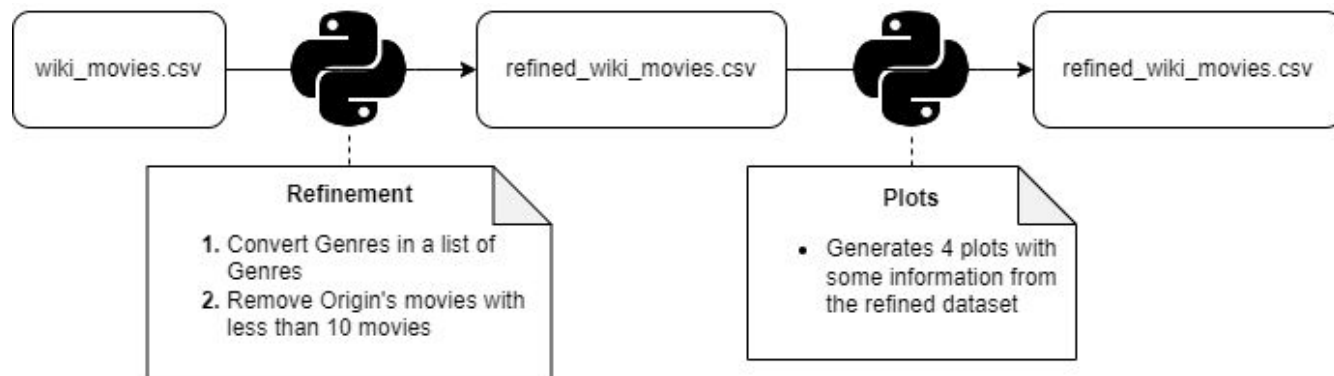 wiki_movies.csv
refined_wiki_movies.csv
refined_wiki_movies.csv
Refinement
1. Convert Genres in a list of
Genres
2. Remove Origin's movies with
less than 10 movies
Plots
• Generates 4 plots with
some information from
the refined dataset